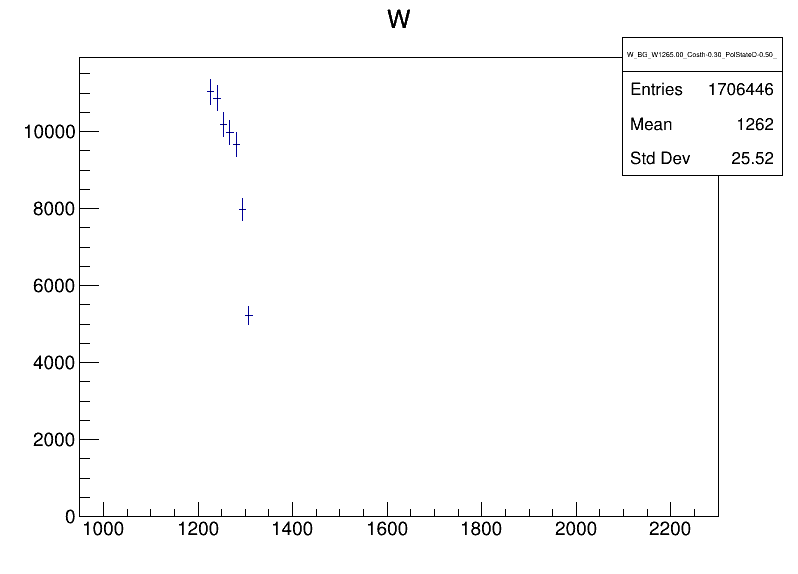 W
W_BG_W1265.00_Costh-0.30_PolStateD-0.50_
Entries 1706446
Mean 1262
Std Dev 25.52
10000
8000
6000
4000
2000
0
1000 1200 1400 1600 1800 2000 2200